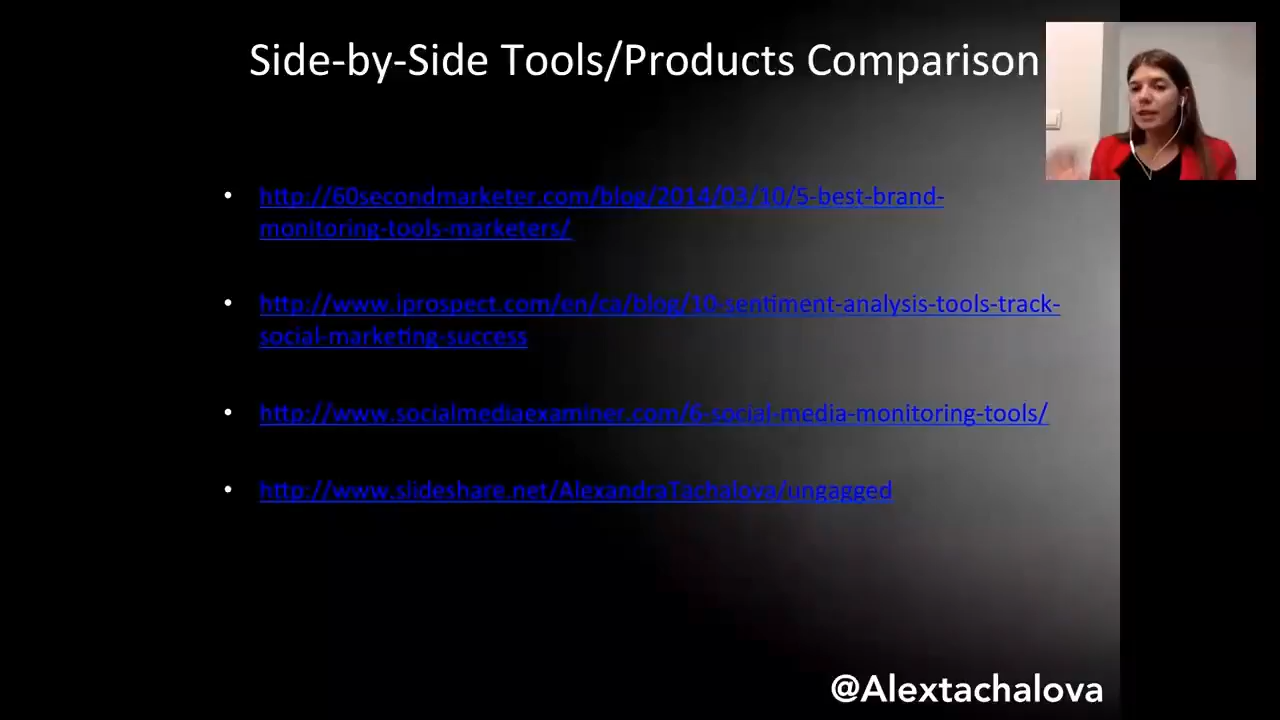 Side-by-Side Tools/Products Comparison
• http://60secondmarketer.com/blog/2014/03/10/5-best-brand-
monitoring-tools-marketers/
• http://www.iprospect.com/en/ca/blog/10-sentiment-analysis-tools-track-
social-marketing-success
• http://www.socialmediaexaminer.com/6-social-media-monitoring-tools/
• http://www.slideshare.net/AlexandraTachalova/ungagged
@Alextachalova